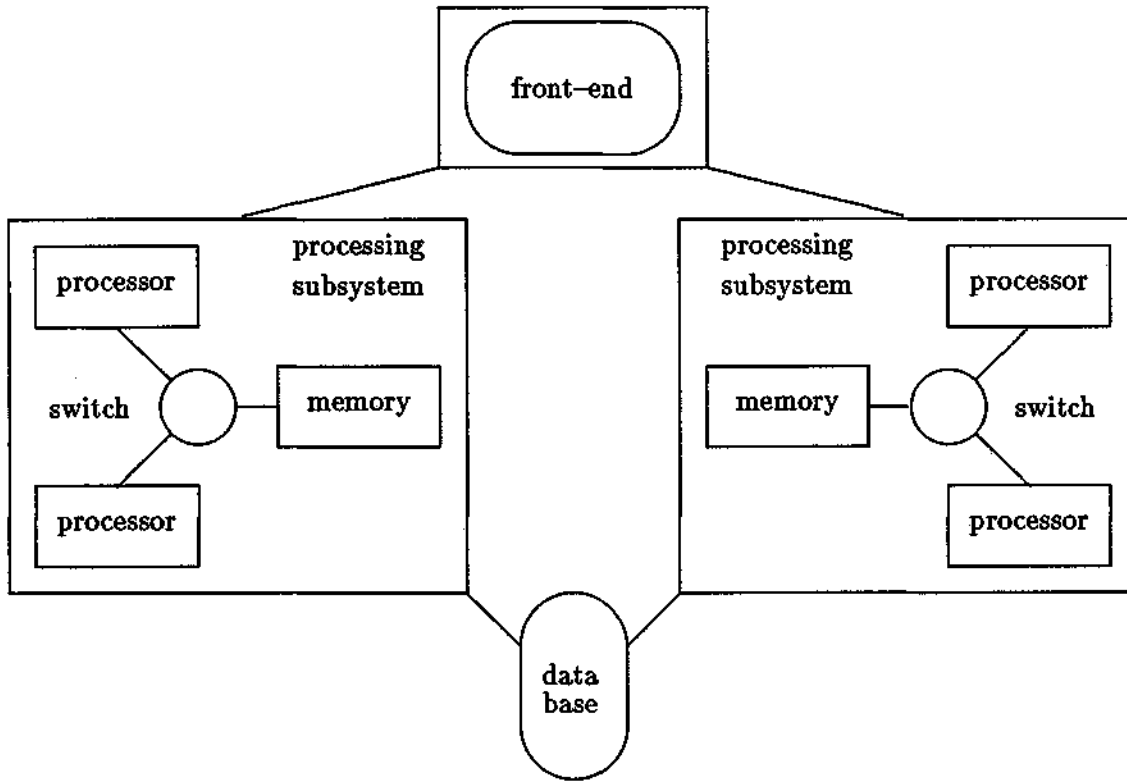 front-end
processing
subsystem
processor
switch
memory
processor
processing
subsystem
processor
memory
switch
processor
data
base